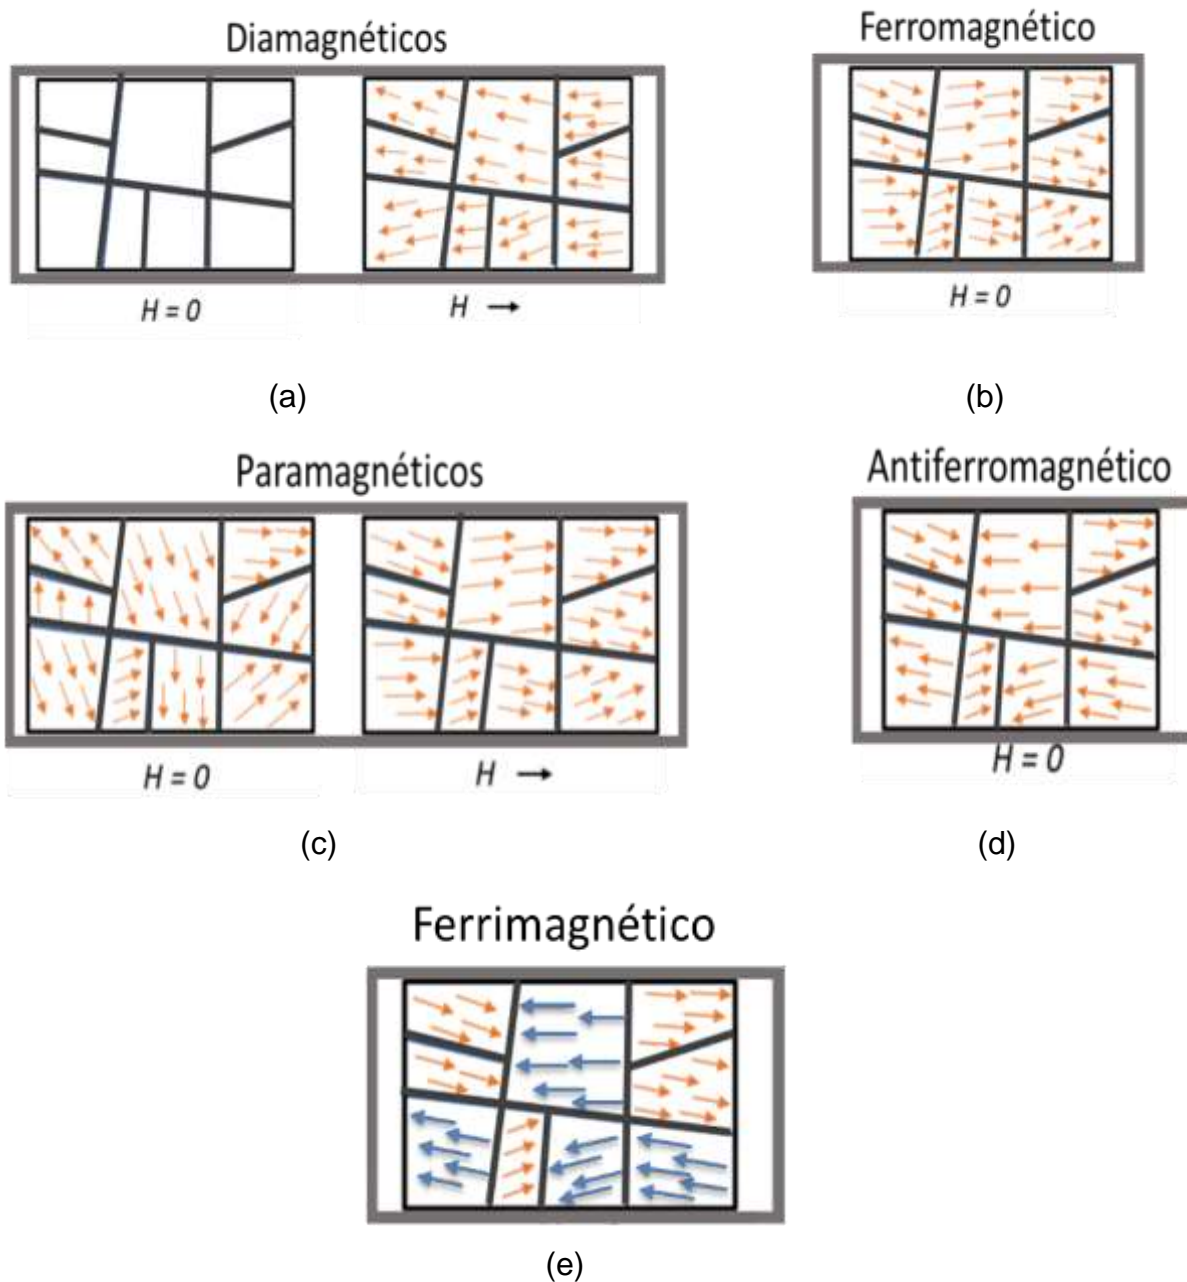 Diamagnéticos
Ferromagnético
H = 0
H →
H = 0
(a)
(b)
Paramagnéticos
Antiferromagnético
H = 0
H →
H = 0
(c)
(d)
Ferrimagnético
(e)